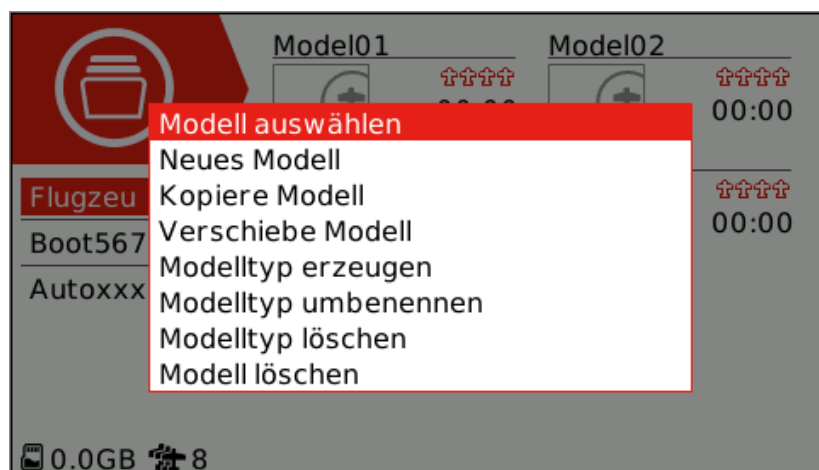 Model01 Model02
00:00
Modell auswählen
Neues Modell
Kopiere Modell
Verschiebe Modell
Modelltyp erzeugen
Modelltyp umbenennen
Modelltyp löschen
Modell löschen
Flugzeu
Boot567
Autoxxx
00:00
0.0GB 8